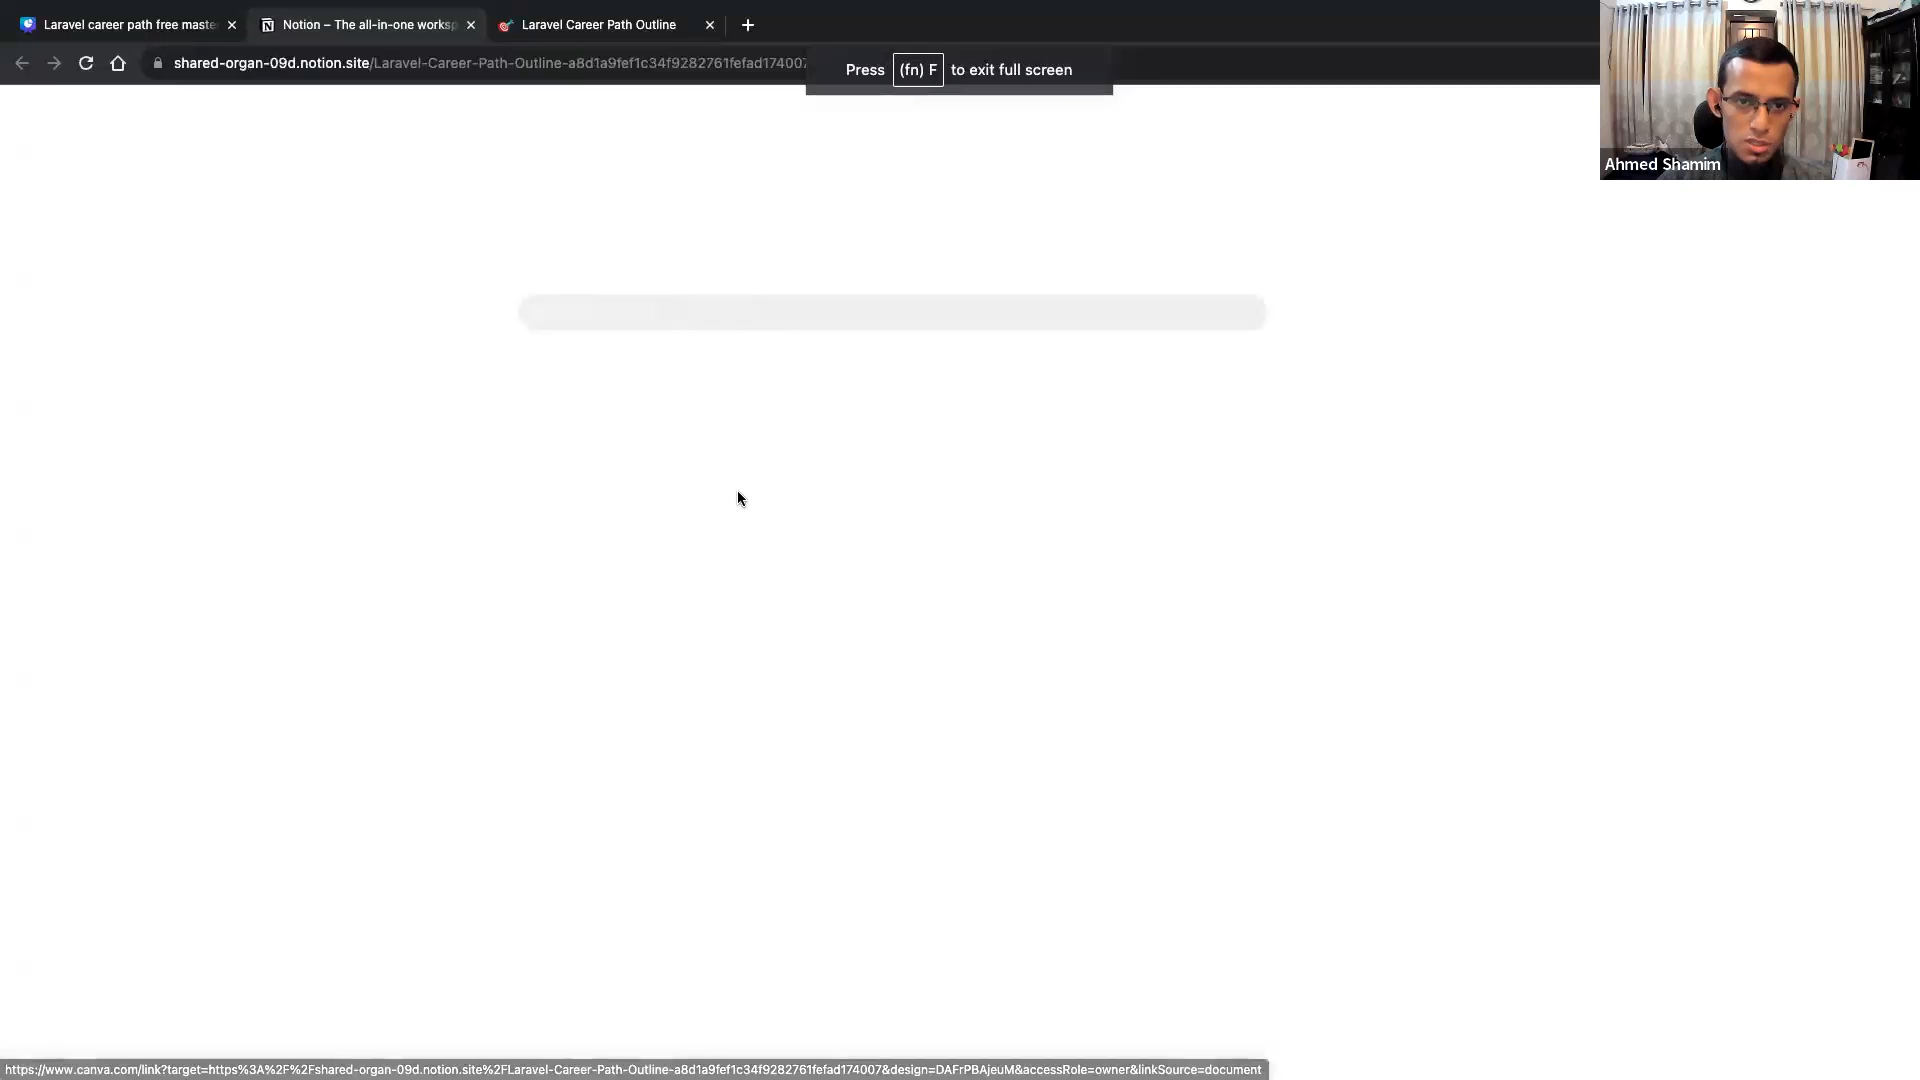 Laravel career path free maste
Notion – The all-in-one worksp
Laravel Career Path Outline
shared-organ-09d.notion.site/Laravel-Career-Path-Outline-a8d1a9fef1c34f9282761fefad174007
Press (fn) F to exit full screen
Ahmed Shamim
https://www.canva.com/link?target=https%3A%2F%2Fshared-organ-09d.notion.site%2FLaravel-Career-Path-Outline-a8d1a9fef1c34f9282761fefad174007&design=DAFrPBAjeuM&accessRole=owner&linkSource=document